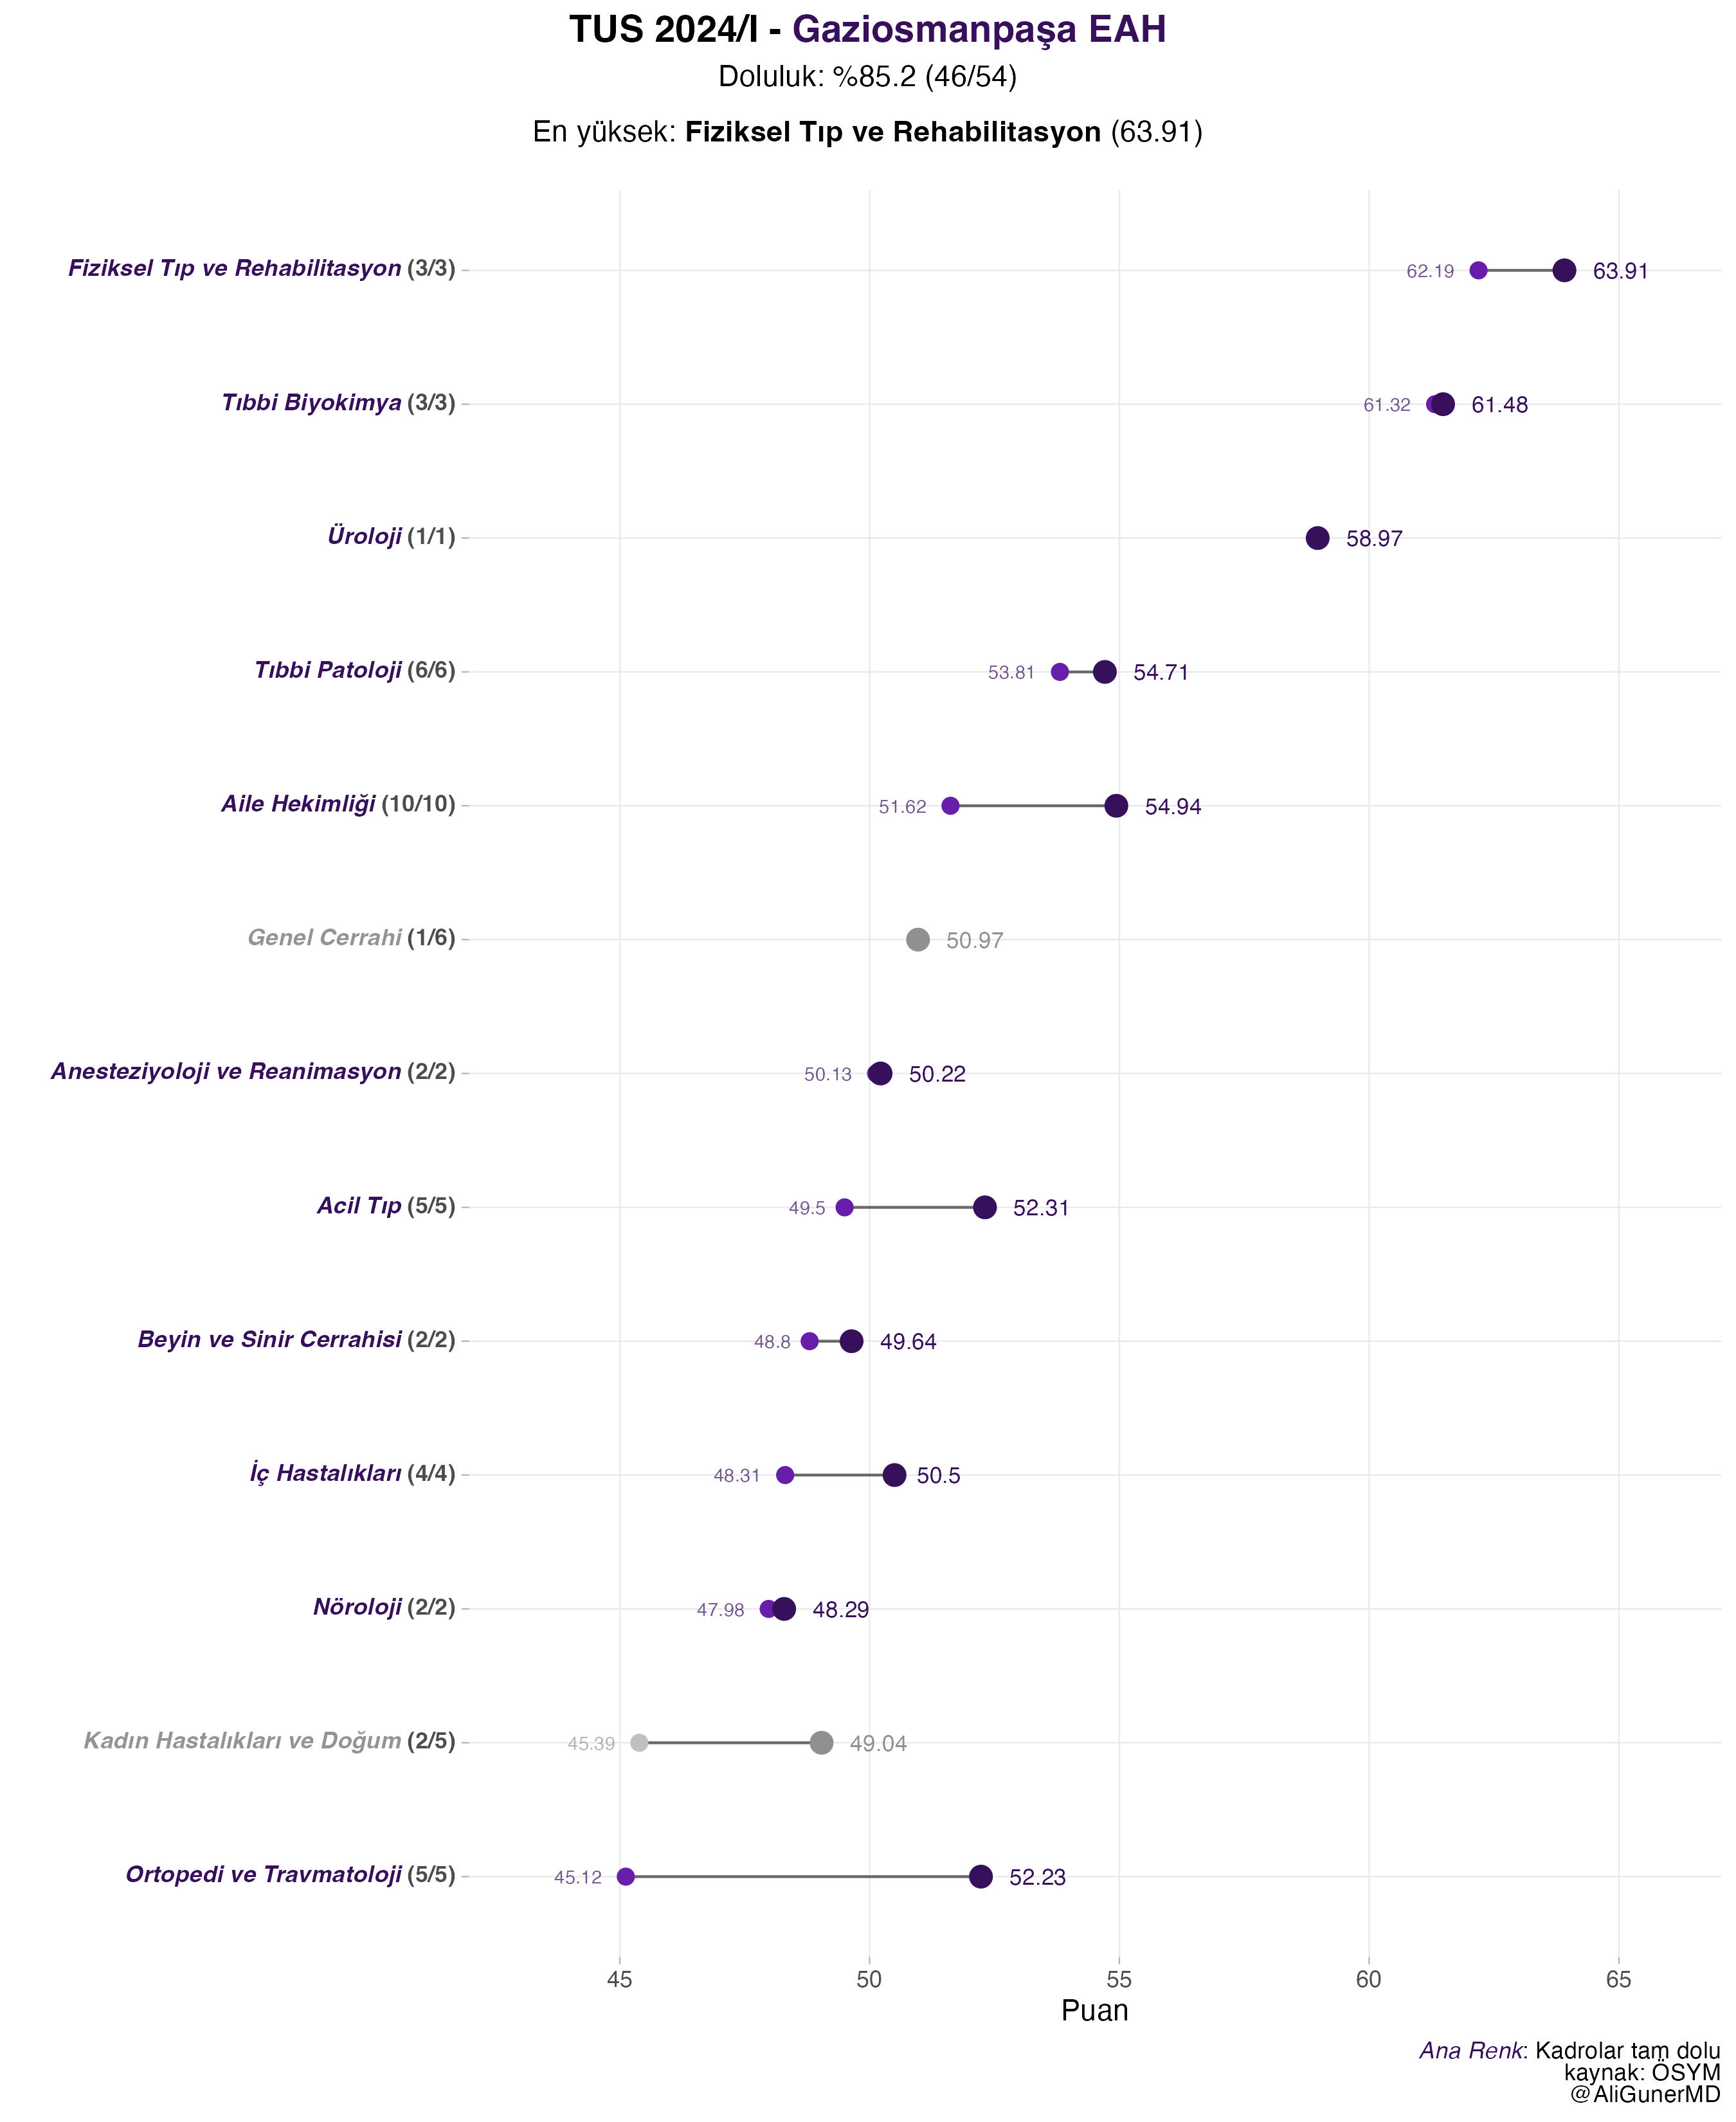 TUS 2024/I - Gaziosmanpaşa EAH
Doluluk: %85.2 (46/54)
En yüksek: Fiziksel Tıp ve Rehabilitasyon (63.91)
Fiziksel Tıp ve Rehabilitasyon (3/3) 62.19 63.91
Tıbbi Biyokimya (3/3) 61.32 61.48
Üroloji (1/1) 58.97
Tıbbi Patoloji (6/6) 53.81 54.71
Aile Hekimliği (10/10) 51.62 54.94
Genel Cerrahi (1/6) 50.97
Anesteziyoloji ve Reanimasyon (2/2) 50.13 50.22
Acil Tıp (5/5) 49.5 52.31
Beyin ve Sinir Cerrahisi (2/2) 48.8 49.64
İç Hastalıkları (4/4) 48.31 50.5
Nöroloji (2/2) 47.98 48.29
Kadın Hastalıkları ve Doğum (2/5) 45.39 49.04
Ortopedi ve Travmatoloji (5/5) 45.12 52.23
45 50 55 60 65
Puan
Ana Renk: Kadrolar tam dolu
kaynak: ÖSYM
@AliGunerMD